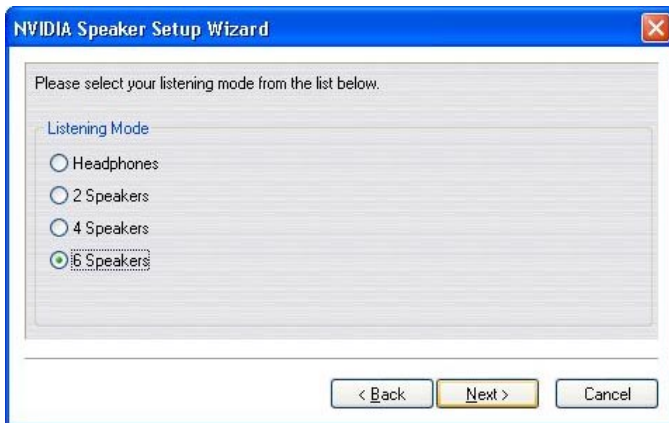 NVIDIA Speaker Setup Wizard
Please select your listening mode from the list below.
Listening Mode
Headphones
2 Speakers
4 Speakers
6 Speakers
< Back Next > Cancel